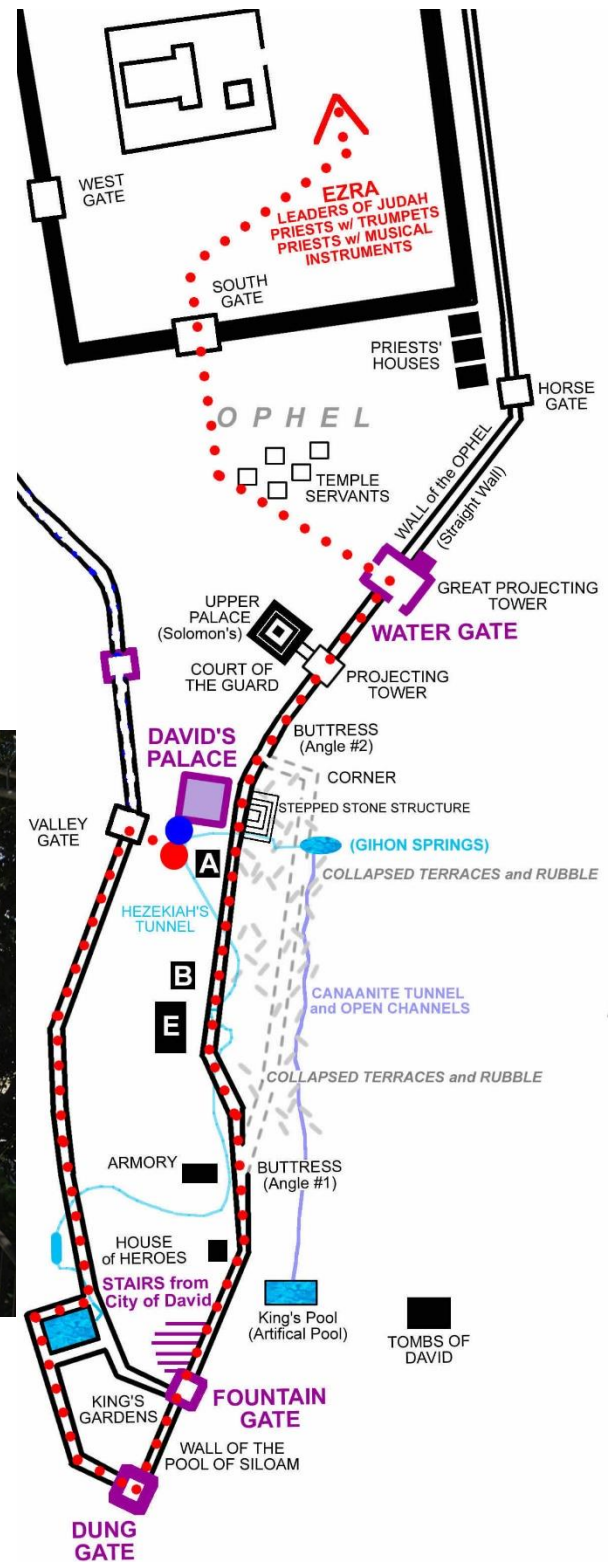 WEST
GATE
EZRA
LEADERS OF JUDAH
PRIESTS w/ TRUMPETS
PRIESTS w/ MUSICAL
INSTRUMENTS
SOUTH
GATE
PRIESTS'
HOUSES
HORSE
GATE
OPHEL
WALL of the OPHEL
(Straight Wall)
TEMPLE
SERVANTS
GREAT PROJECTING
TOWER
WATER GATE
UPPER
PALACE
(Solomon's)
COURT OF
THE GUARD
PROJECTING
TOWER
BUTTRESS
(Angle #2)
DAVID'S
PALACE
CORNER
STEPPED STONE STRUCTURE
VALLEY
GATE
(GIHON SPRINGS)
A
COLLAPSED TERRACES and RUBBLE
HEZEKIAH'S
TUNNEL
B
CANAANITE TUNNEL
and OPEN CHANNELS
E
COLLAPSED TERRACES and RUBBLE
ARMORY
BUTTRESS
(Angle #1)
HOUSE
of HEROES
STAIRS from
City of David
King's Pool
(Artifical Pool)
TOMBS OF
DAVID
KING'S
GARDENS
FOUNTAIN
GATE
WALL OF THE
POOL OF SILOAM
DUNG
GATE